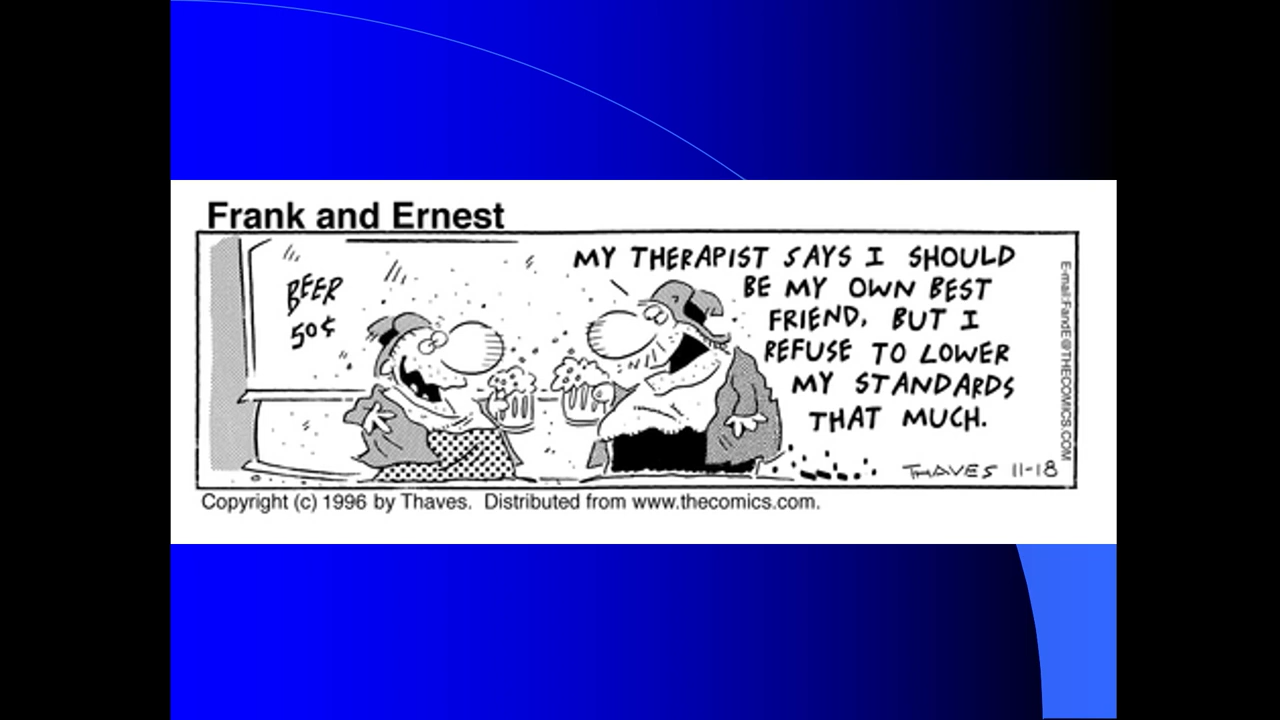 Frank and Ernest
BEER
50¢
MY THERAPIST SAYS I SHOULD
BE MY OWN BEST
FRIEND, BUT I
REFUSE TO LOWER
MY STANDARDS
THAT MUCH.
E-mail:FandE@THECOMICS.COM
THAVES 11-18
Copyright (c) 1996 by Thaves. Distributed from www.thecomics.com.